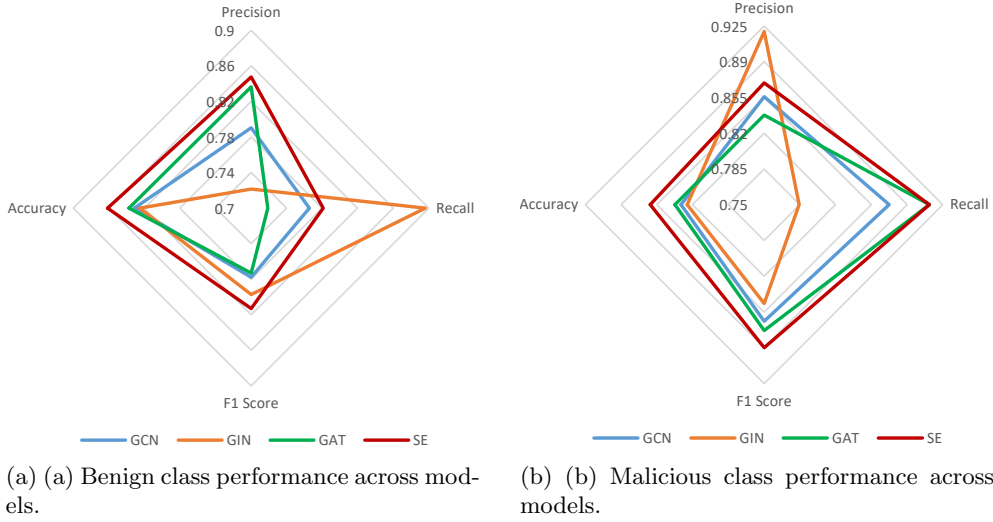 Precision
0.9
0.86
0.82
0.78
0.74
0.7
Accuracy
Recall
F1 Score
GCN GIN GAT SE
(a) (a) Benign class performance across mod-
els.
Precision
0.925
0.89
0.855
0.82
0.785
0.75
Accuracy
Recall
F1 Score
GCN GIN GAT SE
(b) (b) Malicious class performance across
models.